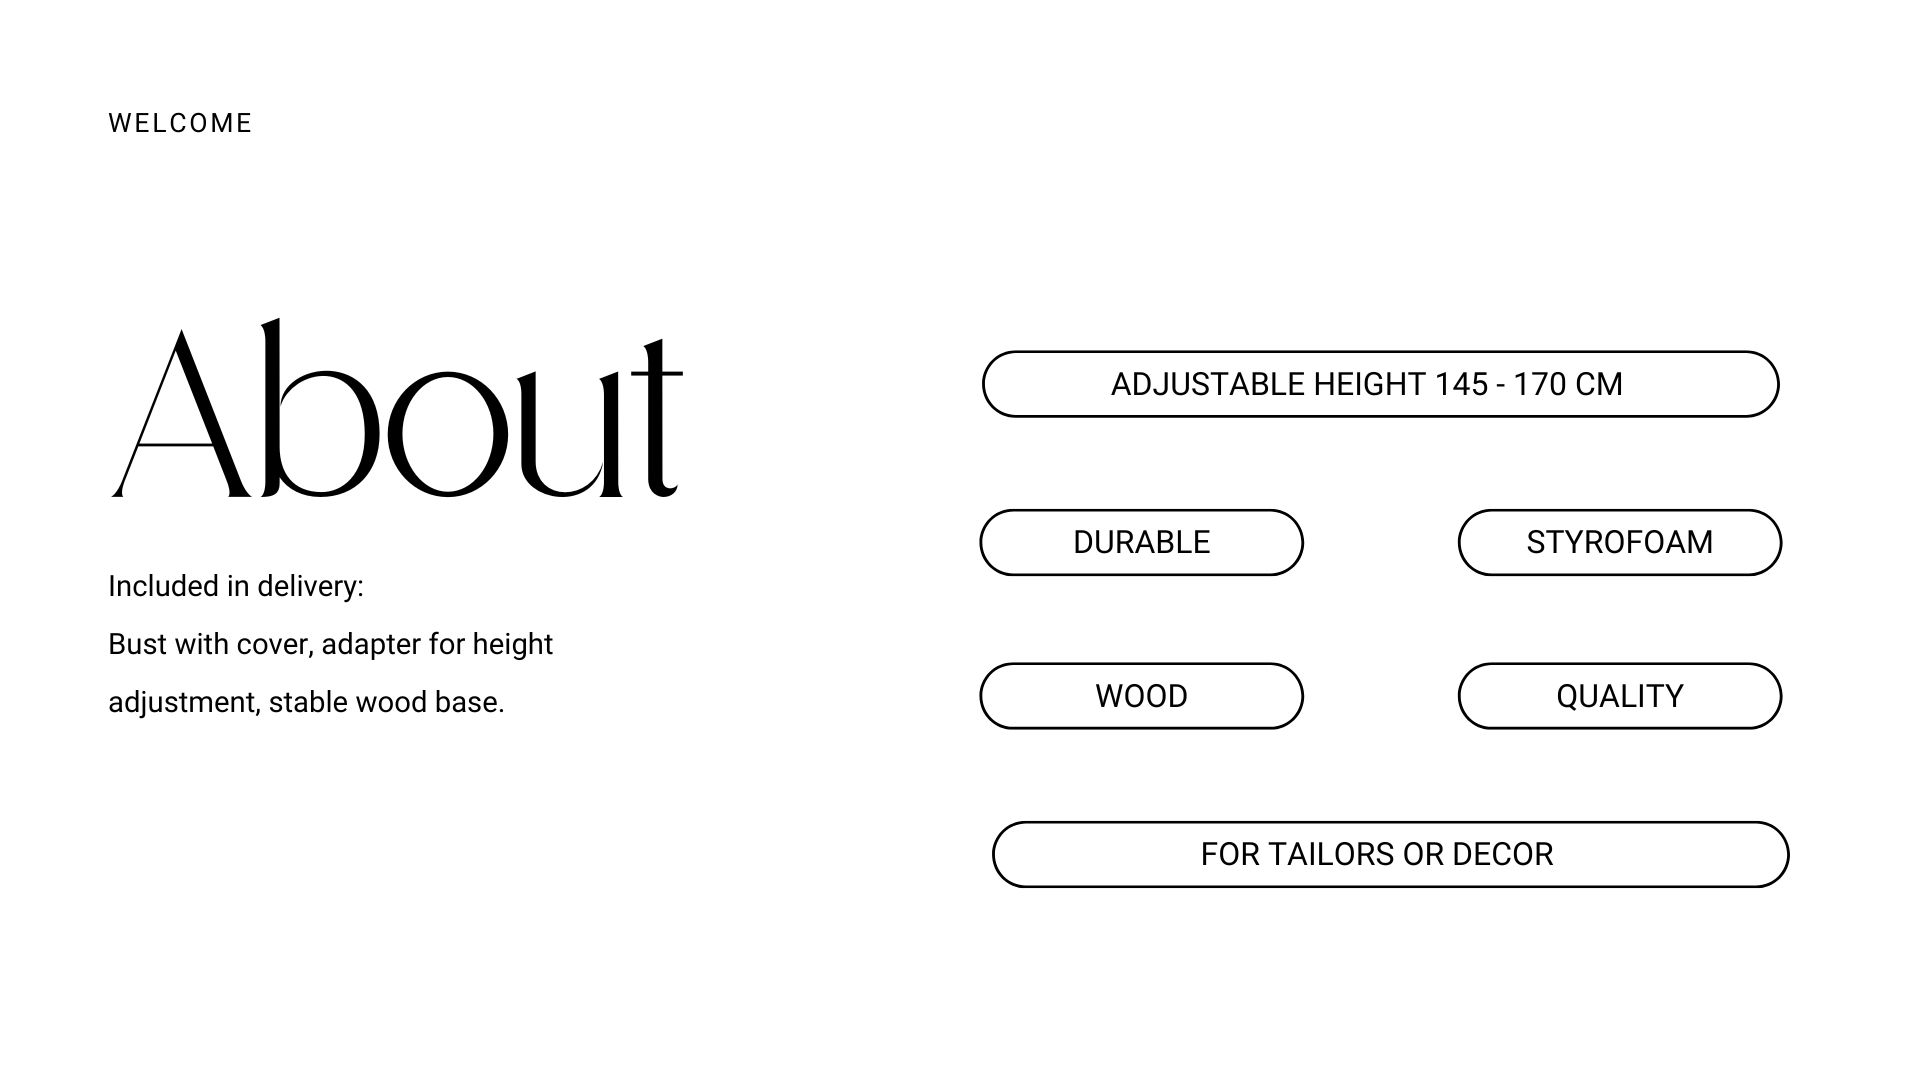 WELCOME
About
Included in delivery:
Bust with cover, adapter for height
adjustment, stable wood base.
ADJUSTABLE HEIGHT 145 - 170 CM
DURABLE
STYROFOAM
WOOD
QUALITY
FOR TAILORS OR DECOR